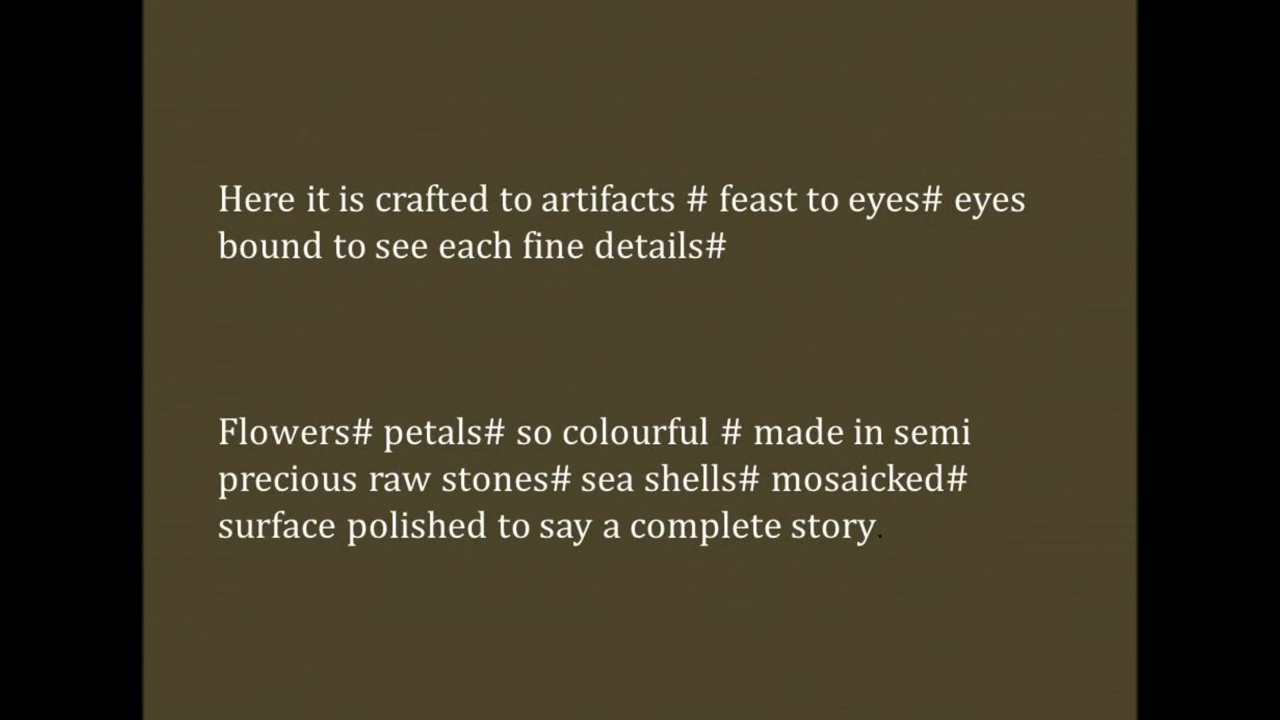 Here it is crafted to artifacts # feast to eyes# eyes
bound to see each fine details#
Flowers# petals# so colourful # made in semi
precious raw stones# sea shells# mosaicked#
surface polished to say a complete story.